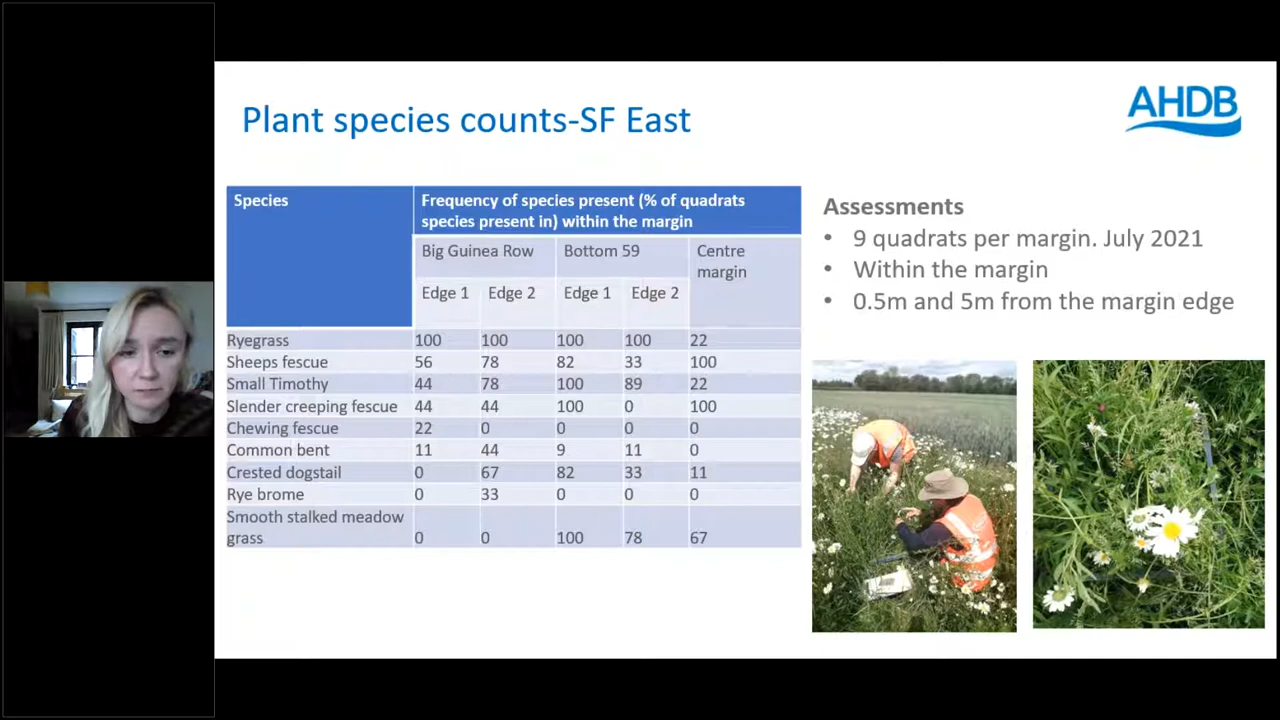 Plant species counts-SF East
AHDB
Species
Frequency of species present (% of quadrats
species present in) within the margin
Big Guinea Row Bottom 59 Centre
margin
Edge 1 Edge 2 Edge 1 Edge 2
Ryegrass 100 100 100 100 22
Sheeps fescue 56 78 82 33 100
Small Timothy 44 78 100 89 22
Slender creeping fescue 44 44 100 0 100
Chewing fescue 22 0 0 0 0
Common bent 11 44 9 11 0
Crested dogstail 0 67 82 33 11
Rye brome 0 33 0 0 0
Smooth stalked meadow
grass 0 0 100 78 67
Assessments
• 9 quadrats per margin. July 2021
• Within the margin
• 0.5m and 5m from the margin edge